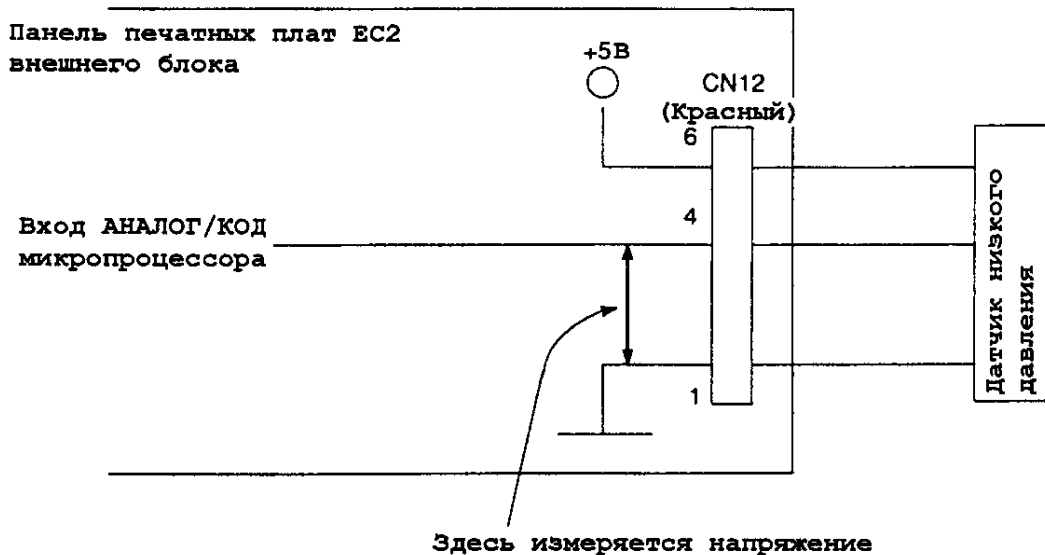 Панель печатных плат EC2
внешнего блока
+5В
CN12
(Красный)
6
Вход АНАЛОГ/КОД
микропроцессора
4
1
Датчик низкого
давления
Здесь измеряется напряжение